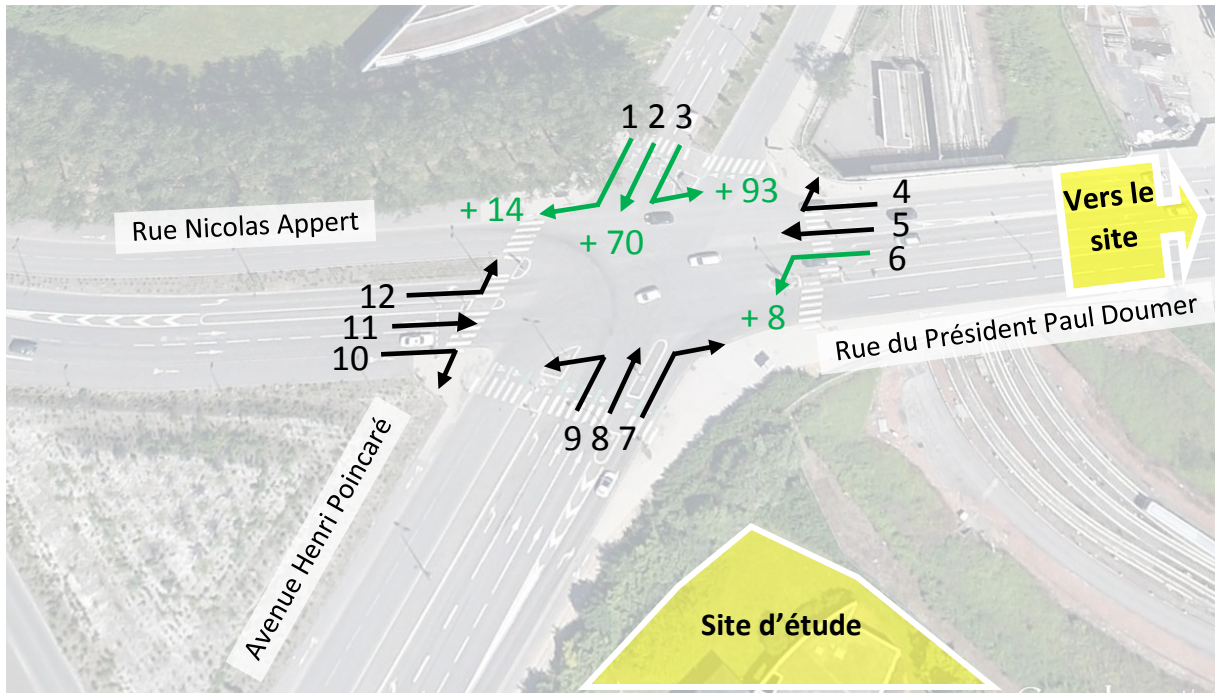 1 2 3
+ 14
+ 93
+ 70
4
5
6
Vers le
site
Rue Nicolas Appert
12
11
10
+ 8
Rue du Président Paul Doumer
9 8 7
Avenue Henri Poincaré
Site d'étude